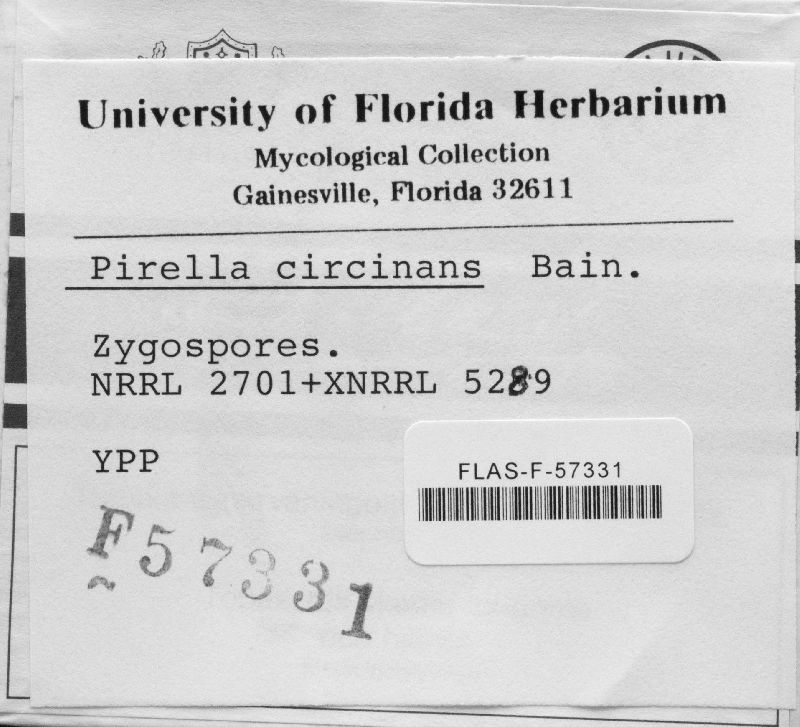 University of Florida Herbarium
Mycological Collection
Gainesville, Florida 32611
Pirella circinans Bain.
Zygospores.
NRRL 2701+XNRRL 5289
YPP
FLAS-F-57331
F57331